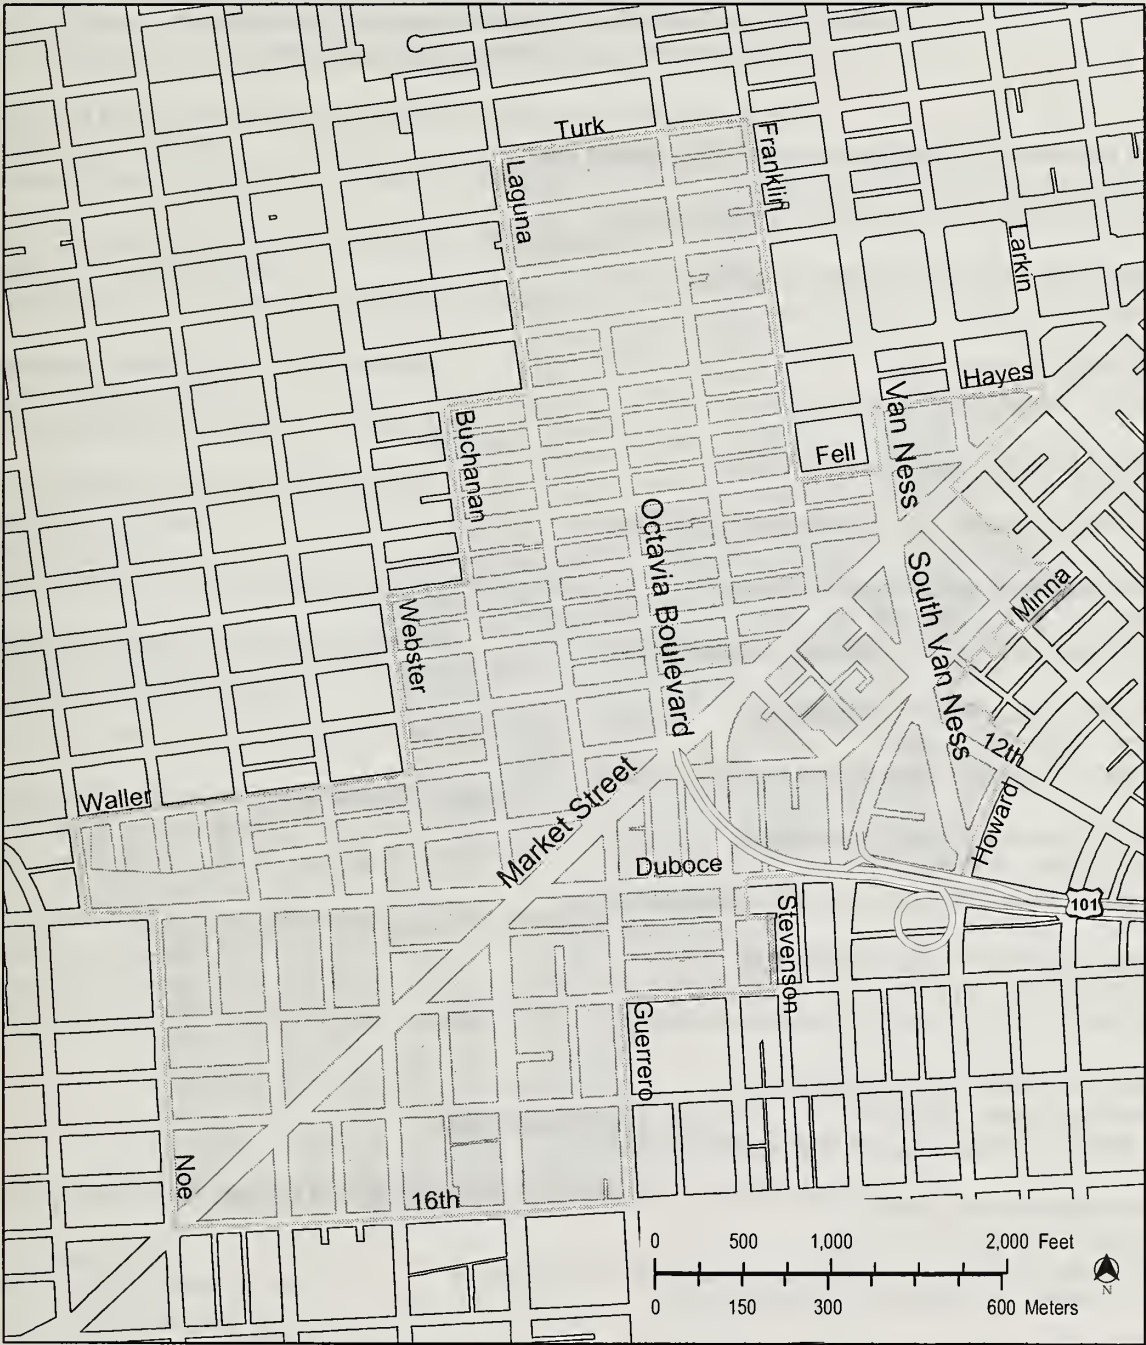 Turk
Franklin
Laguna
Larkin
Hayes
Van Ness
Buchanan
Fell
Octavia Boulevard
South Van Ness
Minna
Webster
12th
Market Street
Waller
Howard
Duboce
101
Stevenson
Guerrero
Noe
16th
0 500 1,000 2,000 Feet
0 150 300 600 Meters
N